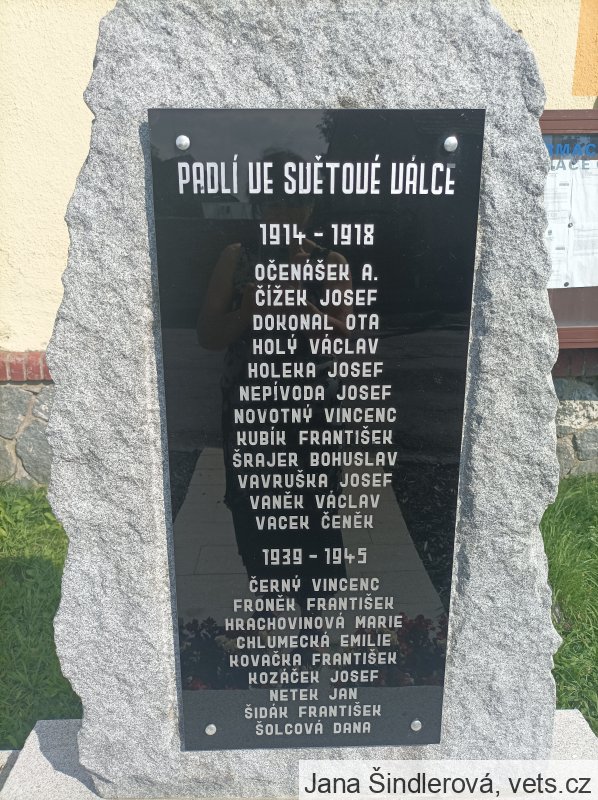 PADLÍ VE SVĚTOVÉ VÁLCE
1914 - 1918
OČENÁŠEK A.
ČÍŽEK JOSEF
DOKONAL OTA
HOLÝ VÁCLAV
HOLEKA JOSEF
NEPÍVODA JOSEF
NOVOTNÝ VINCENC
KUBÍK FRANTIŠEK
ŠRAJER BOHUSLAV
VAVRUŠKA JOSEF
VANĚK VÁCLAV
VACEK ČENĚK
1939 - 1945
ČERNÝ VINCENC
FRONĚK FRANTIŠEK
HRACHOVINOVÁ MARIE
CHLUMECKÁ EMILIE
KOVAČKA FRANTIŠEK
KOZÁČEK JOSEF
NETEK JAN
ŠIDÁK FRANTIŠEK
ŠOLCOVÁ DANA
Jana Šindlerová, vets.cz